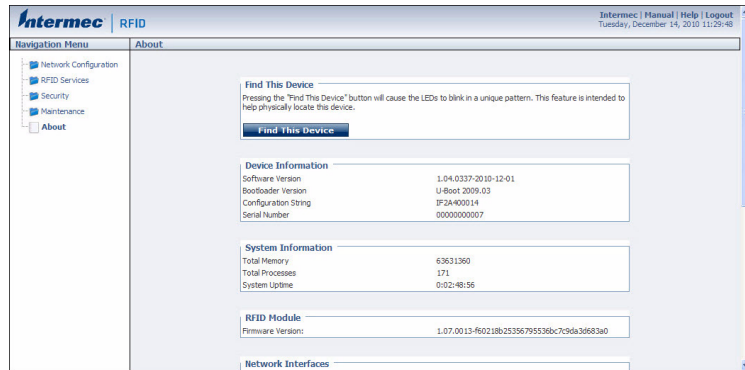 Intermec | RFID
Intermec | Manual | Help | Logout
Tuesday, December 14, 2010 11:29:48
Navigation Menu
About
Network Configuration
RFID Services
Security
Maintenance
About
Find This Device
Pressing the "Find This Device" button will cause the LEDs to blink in a unique pattern. This feature is intended to
help physically locate this device.
Find This Device
Device Information
Software Version 1.04.0337-2010-12-01
Bootloader Version U-Boot 2009.03
Configuration String IF2A400014
Serial Number 00000000007
System Information
Total Memory 63631360
Total Processes 171
System Uptime 0:02:48:56
RFID Module
Firmware Version: 1.07.0013-f60218b25356795536bc7c9da3d683a0
Network Interfaces